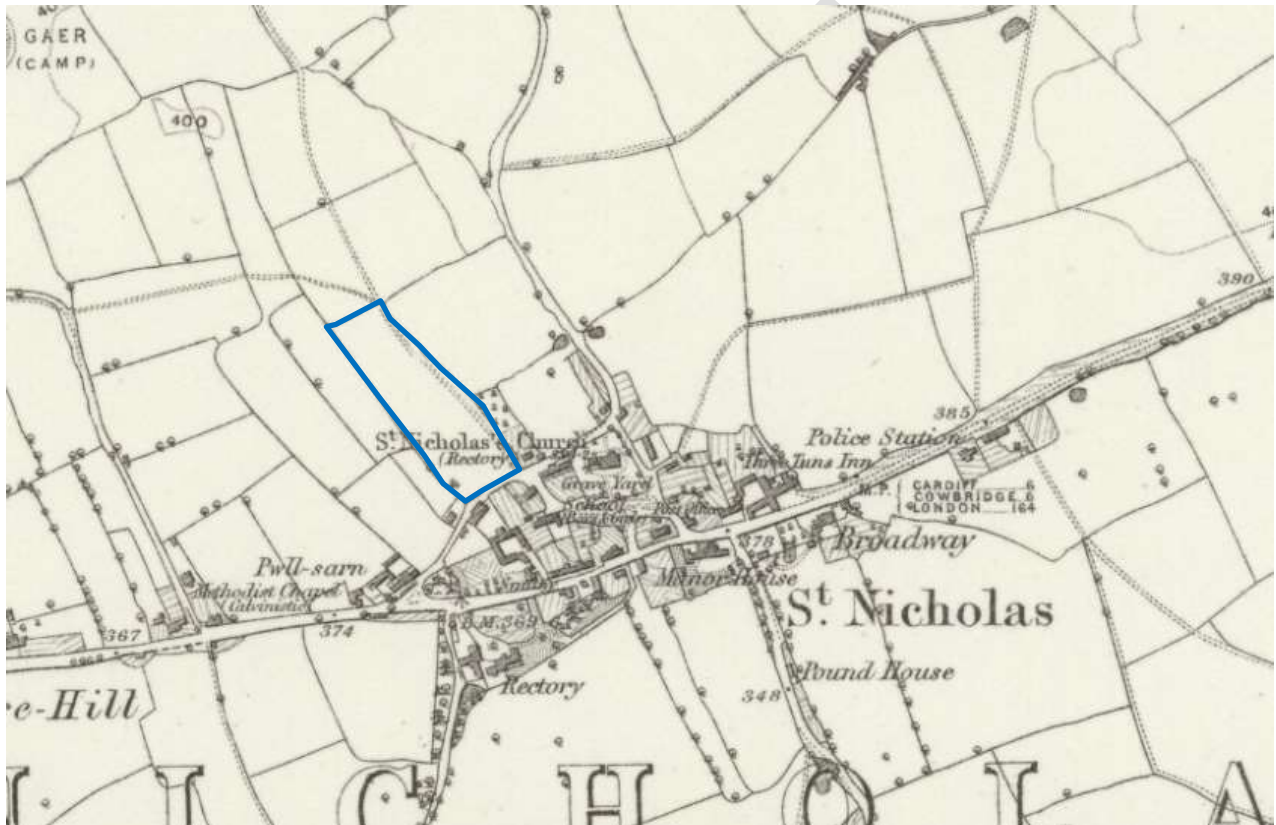 GAER
(CAMP)
400
390
385
St. Nicholas's Church
(Rectory)
Police Station
Three Tuns Inn
Grave Yard
School
Post Office
M.P.
CARDIFF 6
COWBRIDGE 6
LONDON 164
378
Broadway
Pwll-sarn
Methodist Chapel
(Calvinistic)
Smithy
Manor House
St. Nicholas
367
374
B.M. 369
Rectory
348
Pound House
e-Hill
I C H O L A